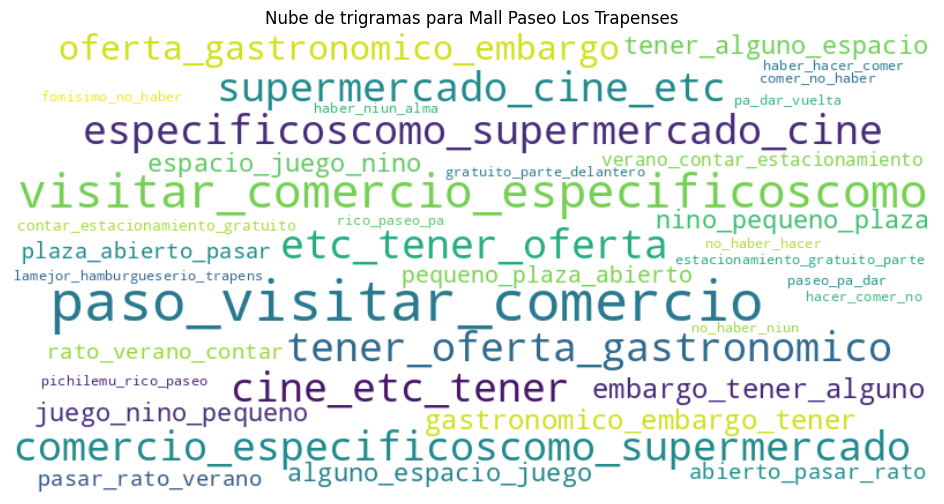 Nube de trigramas para Mall Paseo Los Trapenses
oferta_gastronomico_embargo
tener_alguno_espacio
haber_hacer_comer
comer_no_haber
supermercado_cine_etc
fomisimo_no_haber
haber_niun_alma
pa_dar_vuelta
especificoscomo_supermercado_cine
espacio_juego_nino
verano_contar_estacionamiento
gratuito_parte_delantero
visitar_comercio_especificoscomo
contar_estacionamiento_gratuito
rico_paseo_pa
nino_pequeno_plaza
plaza_abierto_pasar
etc_tener_oferta
no_haber_hacer
estacionamiento_gratuito_parte
lamejor_hamburgueserio_trapens
pequeno_plaza_abierto
paseo_pa_dar
hacer_comer_no
paso_visitar_comercio
no_haber_niun
rato_verano_contar
tener_oferta_gastronomico
pichilemu_rico_paseo
cine_etc_tener
embargo_tener_alguno
juego_nino_pequeno
gastronomico_embargo_tener
comercio_especificoscomo_supermercado
pasar_rato_verano
alguno_espacio_juego
abierto_pasar_rato